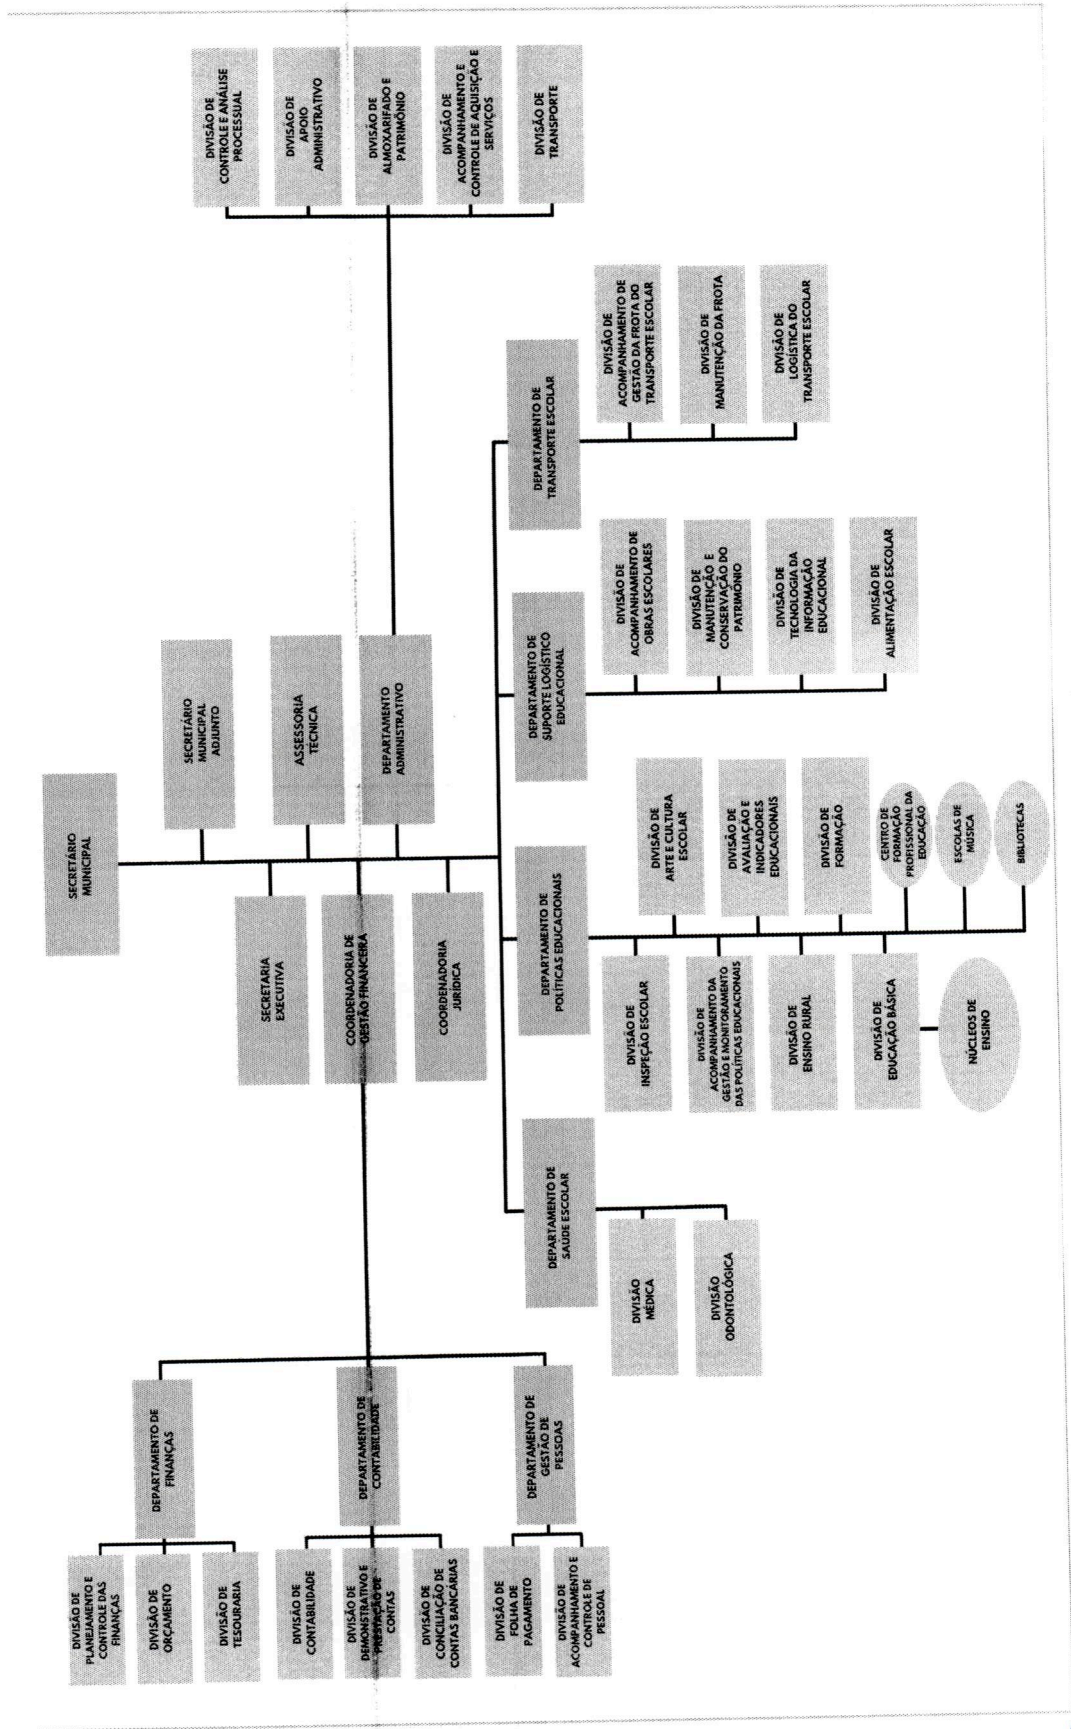 SECRETÁRIO
MUNICIPAL
SECRETÁRIO
MUNICIPAL
ADJUNTO
SECRETARIA
EXECUTIVA
ASSESSORIA
TÉCNICA
COORDENADORIA DE
GESTÃO FINANCEIRA
DEPARTAMENTO
ADMINISTRATIVO
COORDENADORIA
JURÍDICA
DEPARTAMENTO DE
FINANÇAS
DIVISÃO DE
PLANEJAMENTO E
CONTROLE DAS
FINANÇAS
DIVISÃO DE
ORÇAMENTO
DIVISÃO DE
TESOURARIA
DEPARTAMENTO DE
CONTABILIDADE
DIVISÃO DE
CONTABILIDADE
DIVISÃO DE
DEMONSTRATIVO E
PRESTAÇÃO DE
CONTAS
DIVISÃO DE
CONCILIAÇÃO DE
CONTAS BANCÁRIAS
DEPARTAMENTO DE
GESTÃO DE
PESSOAS
DIVISÃO DE
FOLHA DE
PAGAMENTO
DIVISÃO DE
ACOMPANHAMENTO E
CONTROLE DE
PESSOAL
DIVISÃO DE
CONTROLE E ANÁLISE
PROCESSUAL
DIVISÃO DE
APOIO
ADMINISTRATIVO
DIVISÃO DE
ALMOXARIFADO E
PATRIMÔNIO
DIVISÃO DE
ACOMPANHAMENTO E
CONTROLE DE AQUISIÇÃO E
SERVIÇOS
DIVISÃO DE
TRANSPORTE
DEPARTAMENTO DE
SAÚDE ESCOLAR
DIVISÃO
MÉDICA
DIVISÃO
ODONTOLÓGICA
DEPARTAMENTO DE
POLÍTICAS EDUCACIONAIS
DIVISÃO DE
INSPEÇÃO ESCOLAR
DIVISÃO DE
ACOMPANHAMENTO DA
GESTÃO E MONITORAMENTO
DAS POLÍTICAS EDUCACIONAIS
DIVISÃO DE
ENSINO RURAL
DIVISÃO DE
EDUCAÇÃO BÁSICA
NÚCLEOS DE
ENSINO
DIVISÃO DE
ARTE E CULTURA
ESCOLAR
DIVISÃO DE
AVALIAÇÃO E
INDICADORES
EDUCACIONAIS
DIVISÃO DE
FORMAÇÃO
CENTRO DE
FORMAÇÃO
PROFISSIONAL DA
EDUCAÇÃO
ESCOLAS DE
MÚSICA
BIBLIOTECAS
DEPARTAMENTO DE
SUPORTE LOGÍSTICO
EDUCACIONAL
DIVISÃO DE
ACOMPANHAMENTO DE
OBRAS ESCOLARES
DIVISÃO DE
MANUTENÇÃO E
CONSERVAÇÃO DO
PATRIMÔNIO
DIVISÃO DE
TECNOLOGIA DA
INFORMAÇÃO
EDUCACIONAL
DIVISÃO DE
ALIMENTAÇÃO ESCOLAR
DEPARTAMENTO DE
TRANSPORTE ESCOLAR
DIVISÃO DE
ACOMPANHAMENTO DE
GESTÃO DA FROTA DO
TRANSPORTE ESCOLAR
DIVISÃO DE
MANUTENÇÃO DA FROTA
DIVISÃO DE
LOGÍSTICA DO
TRANSPORTE ESCOLAR